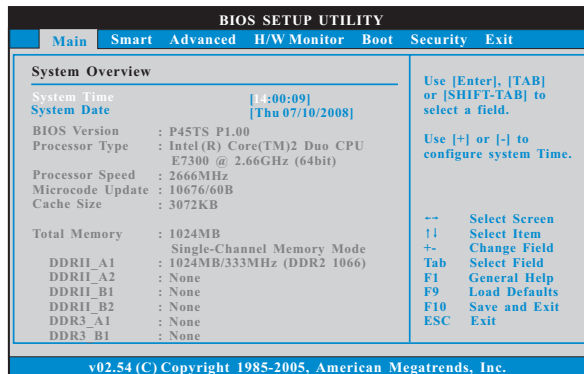 BIOS SETUP UTILITY
Main Smart Advanced H/W Monitor Boot Security Exit
System Overview
System Time [14:00:09]
System Date [Thu 07/10/2008]
BIOS Version : P45TS P1.00
Processor Type : Intel (R) Core(TM)2 Duo CPU
E7300 @ 2.66GHz (64bit)
Processor Speed : 2666MHz
Microcode Update : 10676/60B
Cache Size : 3072KB
Total Memory : 1024MB
Single-Channel Memory Mode
DDRII_A1 : 1024MB/333MHz (DDR2 1066)
DDRII_A2 : None
DDRII_B1 : None
DDRII_B2 : None
DDR3_A1 : None
DDR3_B1 : None
Use [Enter], [TAB]
or [SHIFT-TAB] to
select a field.
Use [+] or [-] to
configure system Time.
←→ Select Screen
↑↓ Select Item
+- Change Field
Tab Select Field
F1 General Help
F9 Load Defaults
F10 Save and Exit
ESC Exit
v02.54 (C) Copyright 1985-2005, American Megatrends, Inc.